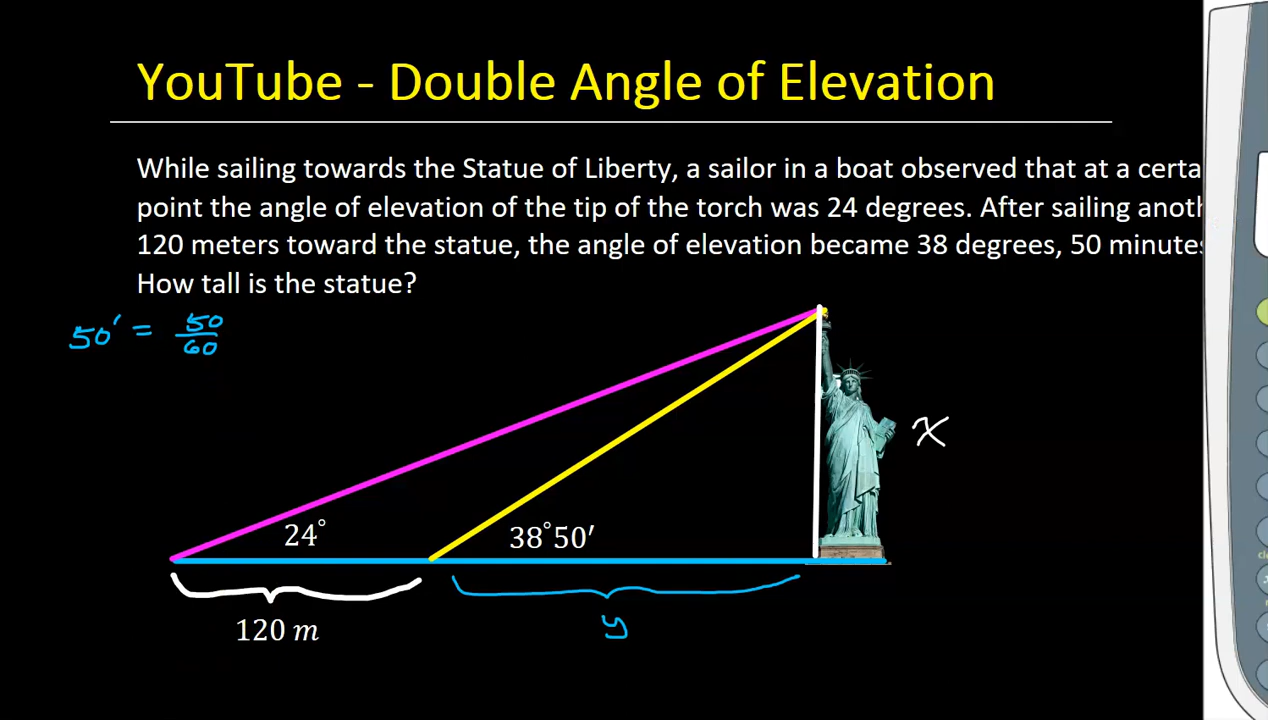 YouTube - Double Angle of Elevation
While sailing towards the Statue of Liberty, a sailor in a boat observed that at a certa
point the angle of elevation of the tip of the torch was 24 degrees. After sailing anoth
120 meters toward the statue, the angle of elevation became 38 degrees, 50 minutes
How tall is the statue?
50′ = 50/60
x
24° 38°50′
120 m
y